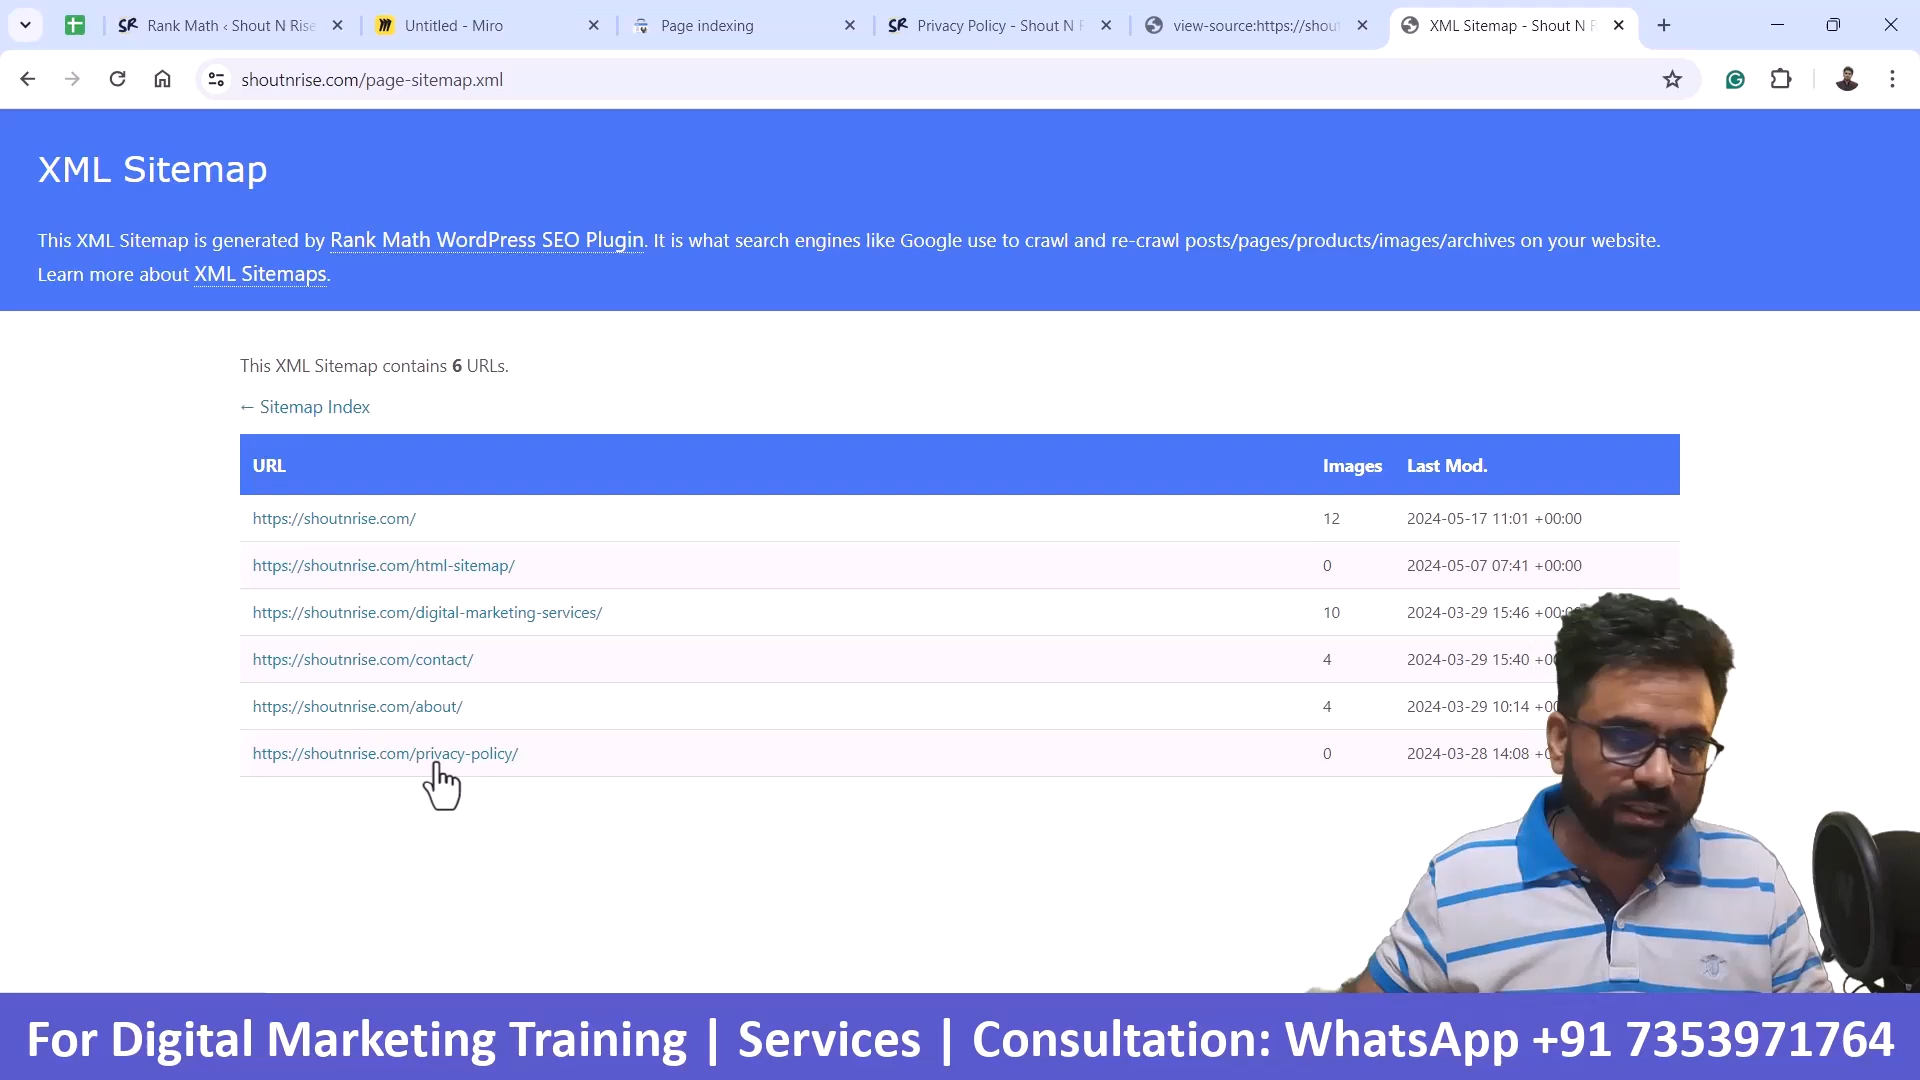 Rank Math ‹ Shout N Rise
Untitled - Miro
Page indexing
Privacy Policy - Shout N R
view-source:https://shout
XML Sitemap - Shout N R
shoutnrise.com/page-sitemap.xml
XML Sitemap
This XML Sitemap is generated by Rank Math WordPress SEO Plugin. It is what search engines like Google use to crawl and re-crawl posts/pages/products/images/archives on your website.
Learn more about XML Sitemaps.
This XML Sitemap contains 6 URLs.
← Sitemap Index
URL Images Last Mod.
https://shoutnrise.com/ 12 2024-05-17 11:01 +00:00
https://shoutnrise.com/html-sitemap/ 0 2024-05-07 07:41 +00:00
https://shoutnrise.com/digital-marketing-services/ 10 2024-03-29 15:46 +00:00
https://shoutnrise.com/contact/ 4 2024-03-29 15:40 +00
https://shoutnrise.com/about/ 4 2024-03-29 10:14 +00
https://shoutnrise.com/privacy-policy/ 0 2024-03-28 14:08 +0
For Digital Marketing Training | Services | Consultation: WhatsApp +91 7353971764